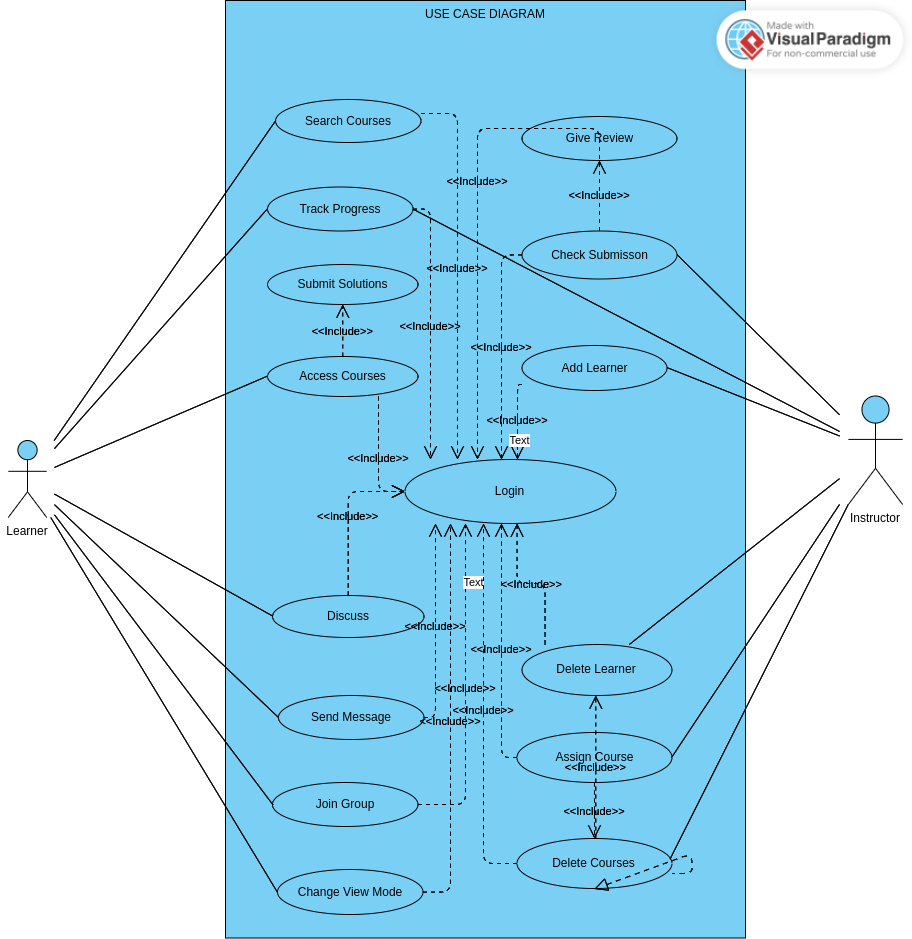 USE CASE DIAGRAM
Made with
Visual Paradigm
For non-commercial use
Search Courses
Give Review
<<Include>>
<<Include>>
Track Progress
Check Submisson
<<Include>>
Submit Solutions
<<Include>>
<<Include>>
<<Include>>
Add Learner
Access Courses
<<Include>>
Text
<<Include>>
Login
<<Include>>
Learner
Instructor
Text
<<Include>>
Discuss
<<Include>>
<<Include>>
Delete Learner
<<Include>>
<<Include>>
Send Message
<<Include>>
Assign Course
<<Include>>
Join Group
<<Include>>
Delete Courses
Change View Mode